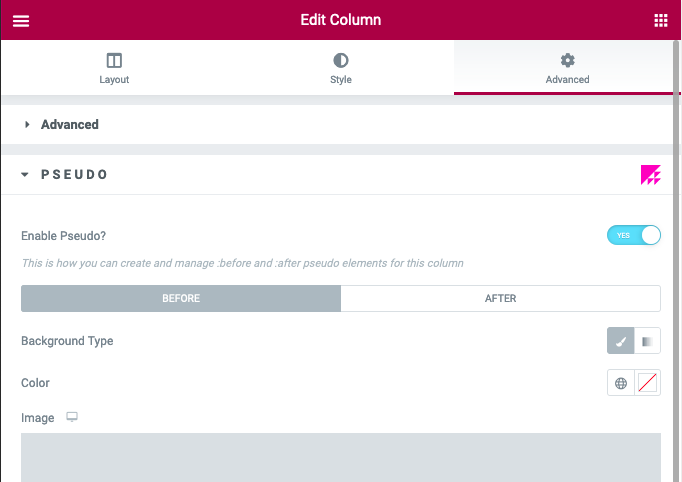 Edit Column
Layout
Style
Advanced
Advanced
PSEUDO
Enable Pseudo?
YES
This is how you can create and manage :before and :after pseudo elements for this column
BEFORE
AFTER
Background Type
Color
Image